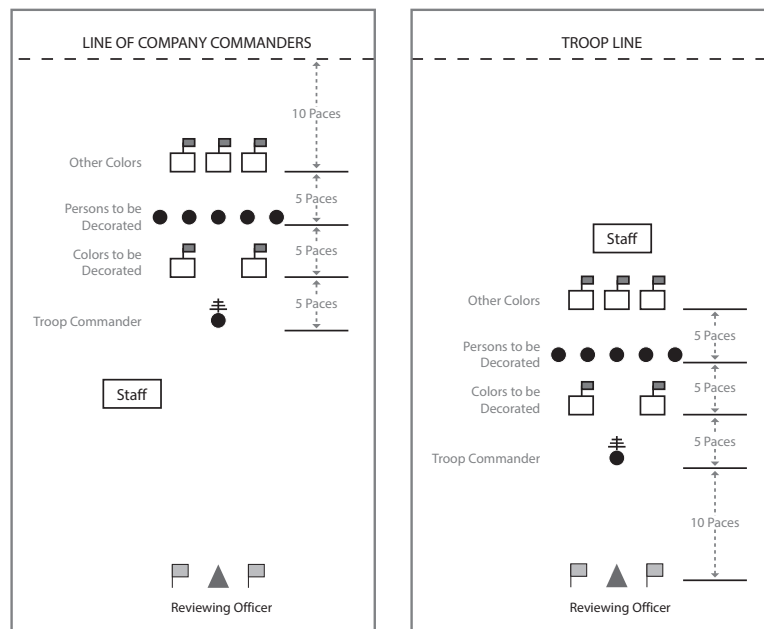 LINE OF COMPANY COMMANDERS
10 Paces
Other Colors
5 Paces
Persons to be
Decorated
Colors to be
Decorated
5 Paces
Troop Commander
5 Paces
Staff
Reviewing Officer
TROOP LINE
Staff
Other Colors
5 Paces
Persons to be
Decorated
Colors to be
Decorated
5 Paces
Troop Commander
5 Paces
10 Paces
Reviewing Officer